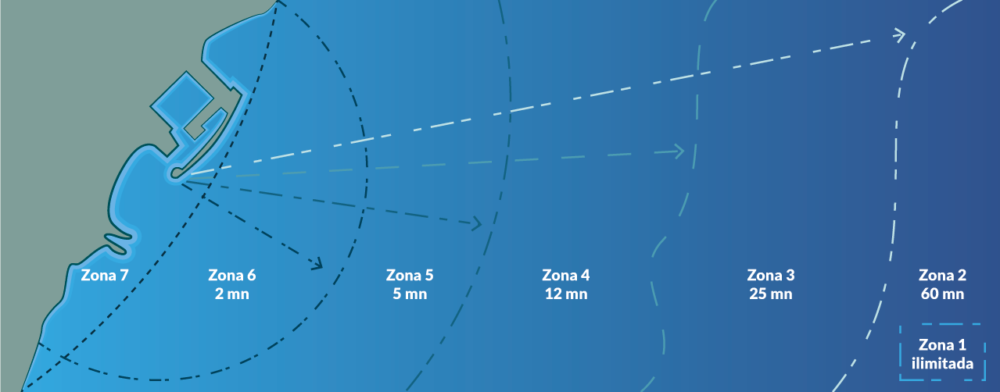 Zona 7
Zona 6
2 mn
Zona 5
5 mn
Zona 4
12 mn
Zona 3
25 mn
Zona 2
60 mn
Zona 1
ilimitada